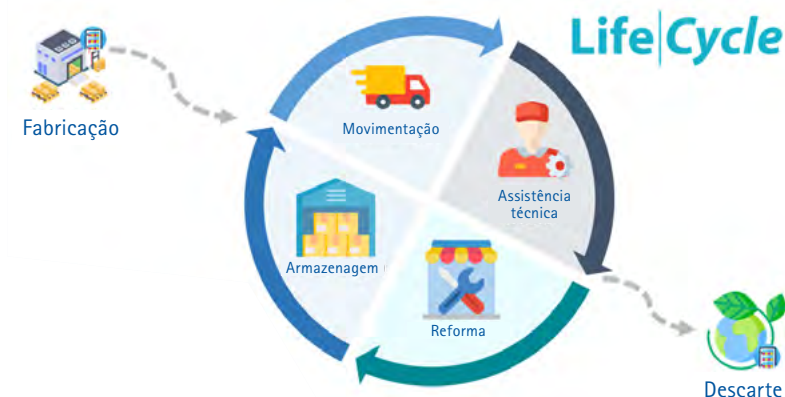 Life|Cycle
Fabricação
Movimentação
Assistência
técnica
Armazenagem
Reforma
Descarte